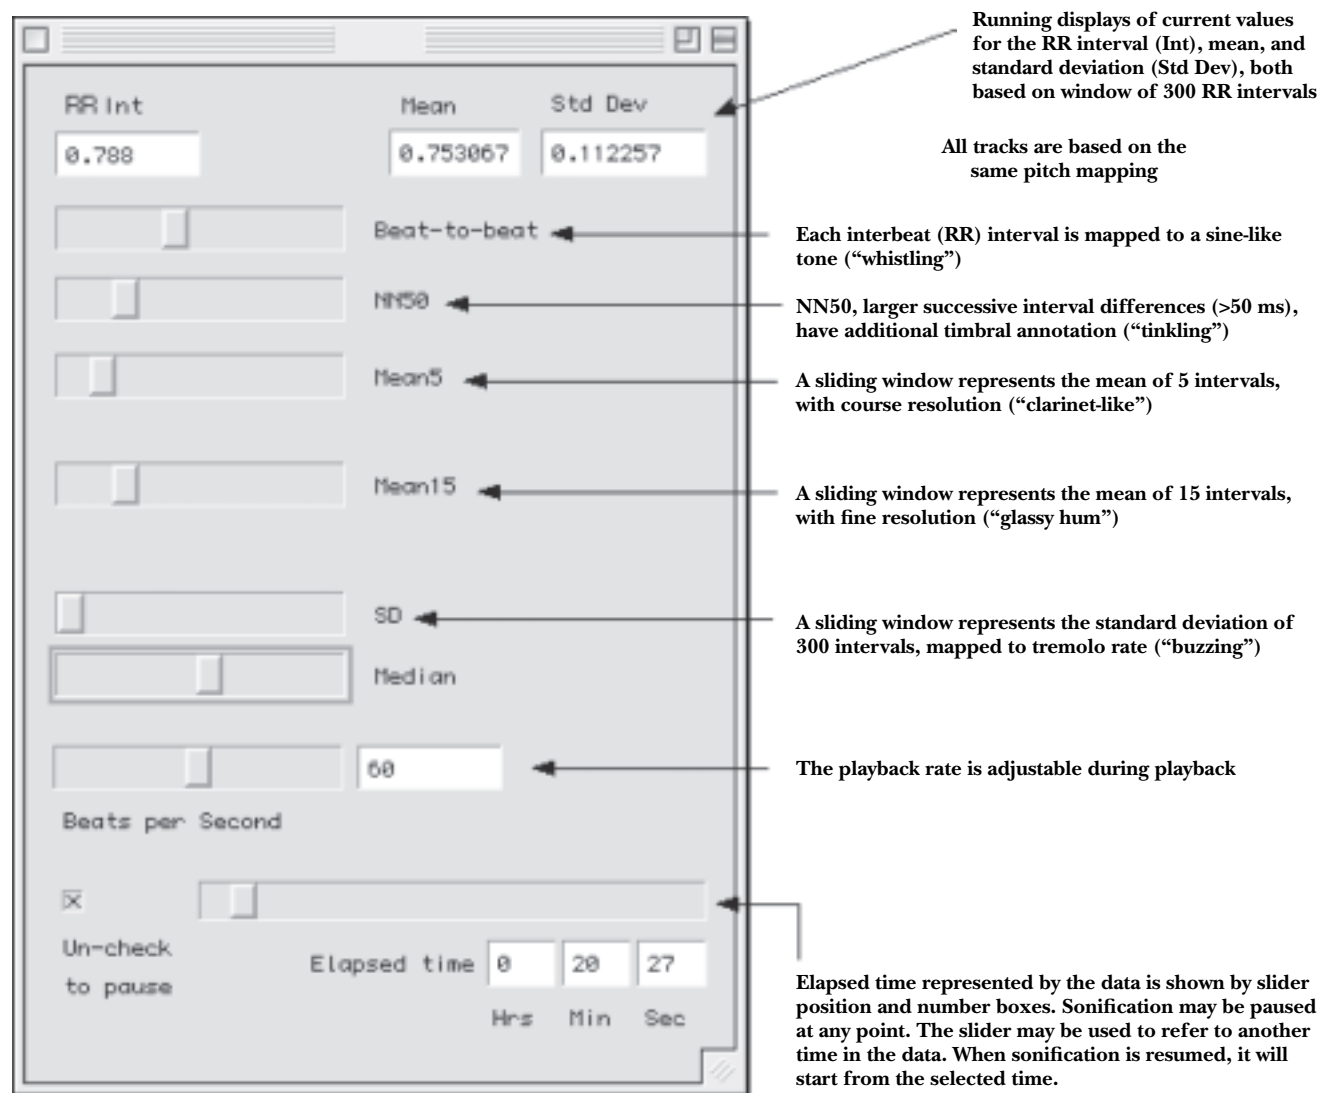 Running displays of current values
for the RR interval (Int), mean, and
standard deviation (Std Dev), both
based on window of 300 RR intervals
RR Int
Mean
Std Dev
0.788
0.753067
0.112257
All tracks are based on the
same pitch mapping
Beat-to-beat
Each interbeat (RR) interval is mapped to a sine-like
tone (“whistling”)
NN50
NN50, larger successive interval differences (>50 ms),
have additional timbral annotation (“tinkling”)
Mean5
A sliding window represents the mean of 5 intervals,
with course resolution (“clarinet-like”)
Mean15
A sliding window represents the mean of 15 intervals,
with fine resolution (“glassy hum”)
SD
A sliding window represents the standard deviation of
300 intervals, mapped to tremolo rate (“buzzing”)
Median
60
The playback rate is adjustable during playback
Beats per Second
Un-check
to pause
Elapsed time
0
20
27
Hrs
Min
Sec
Elapsed time represented by the data is shown by slider
position and number boxes. Sonification may be paused
at any point. The slider may be used to refer to another
time in the data. When sonification is resumed, it will
start from the selected time.